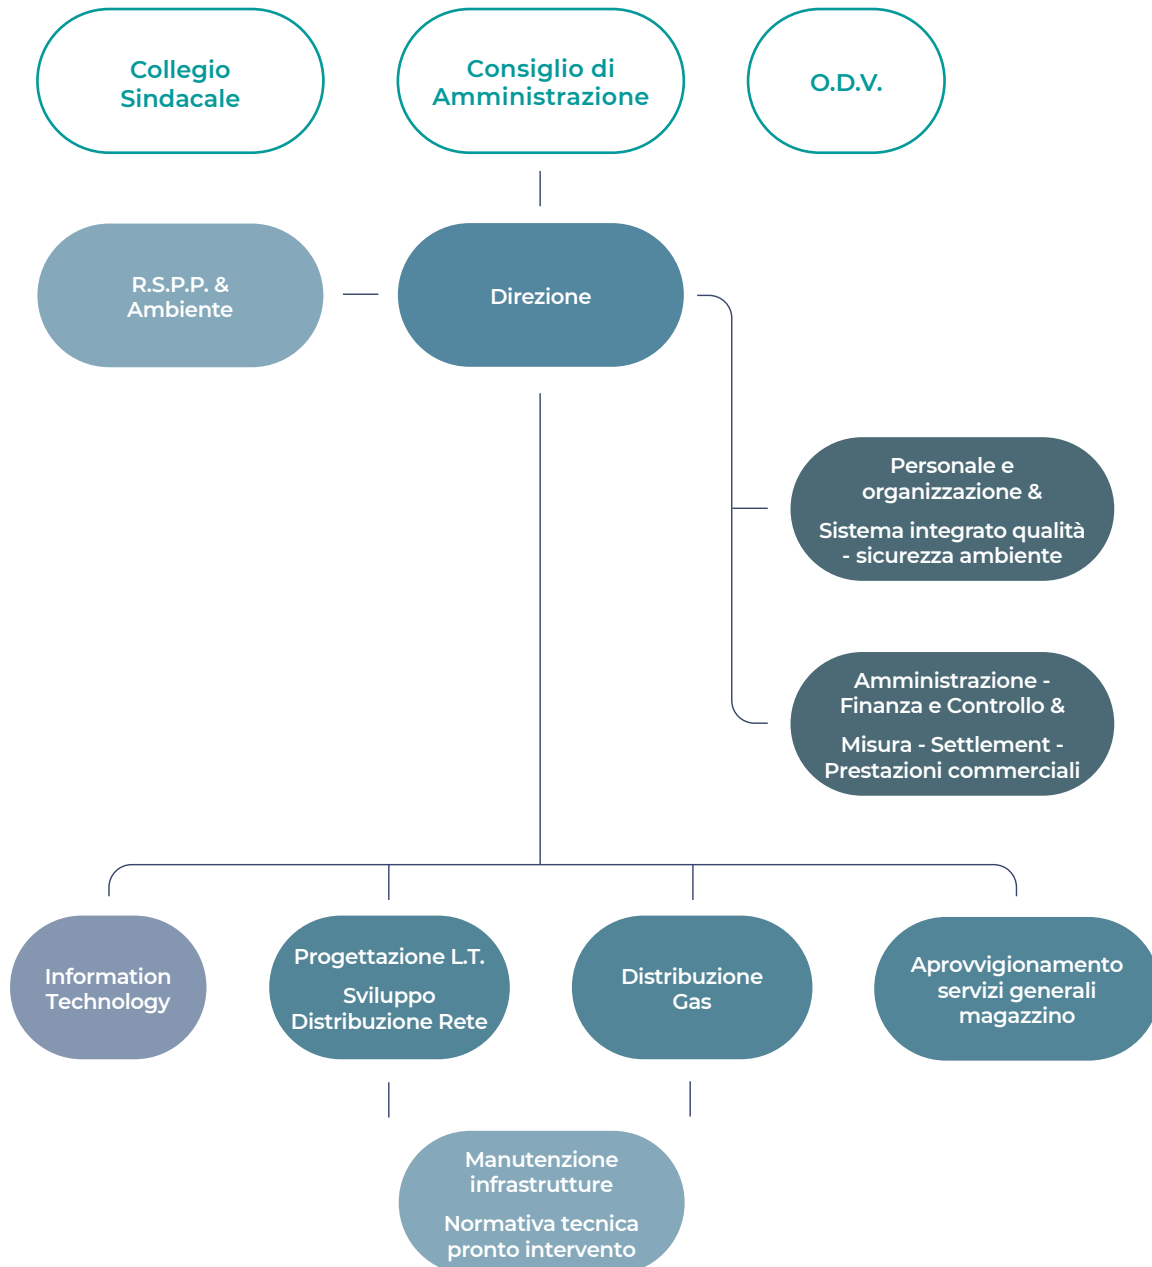 Collegio
Sindacale
Consiglio di
Amministrazione
O.D.V.
R.S.P.P. &
Ambiente
Direzione
Personale e
organizzazione &
Sistema integrato qualità
- sicurezza ambiente
Amministrazione -
Finanza e Controllo &
Misura - Settlement -
Prestazioni commerciali
Information
Technology
Progettazione L.T.
Sviluppo
Distribuzione Rete
Distribuzione
Gas
Aprovvigionamento
servizi generali
magazzino
Manutenzione
infrastrutture
Normativa tecnica
pronto intervento